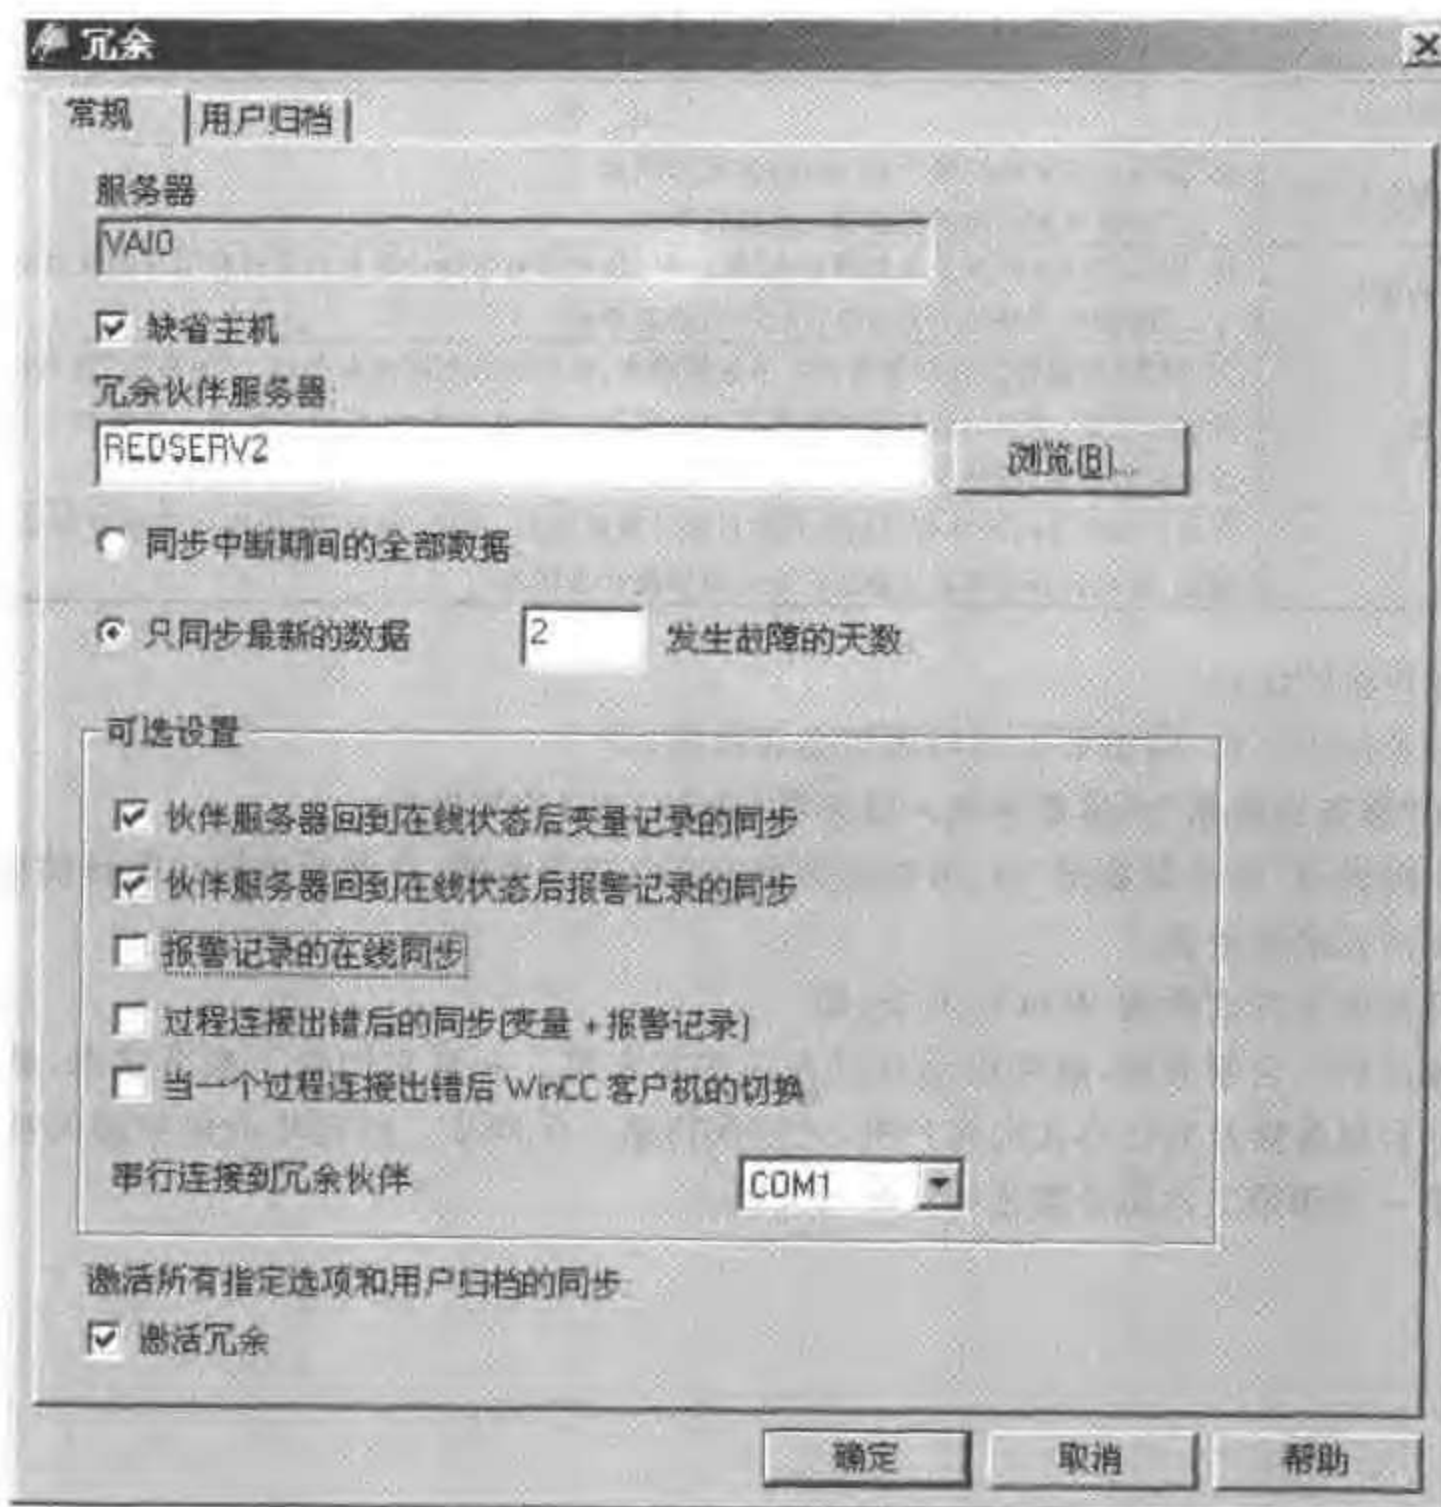 冗余
常规 用户归档
服务器
VAIO
缺省主机
冗余伙伴服务器:
REDSERV2 浏览(R)...
同步中断期间的全部数据
只同步最新的数据 2 发生故障的天数
可选设置
伙伴服务器回到在线状态后变量记录的同步
伙伴服务器回到在线状态后报警记录的同步
报警记录的在线同步
过程连接出错后的同步(变量 + 报警记录)
当一个过程连接出错后 WinCC 客户机的切换
串行连接到冗余伙伴 COM1
激活所有指定选项和用户归档的同步
激活冗余
确定 取消 帮助